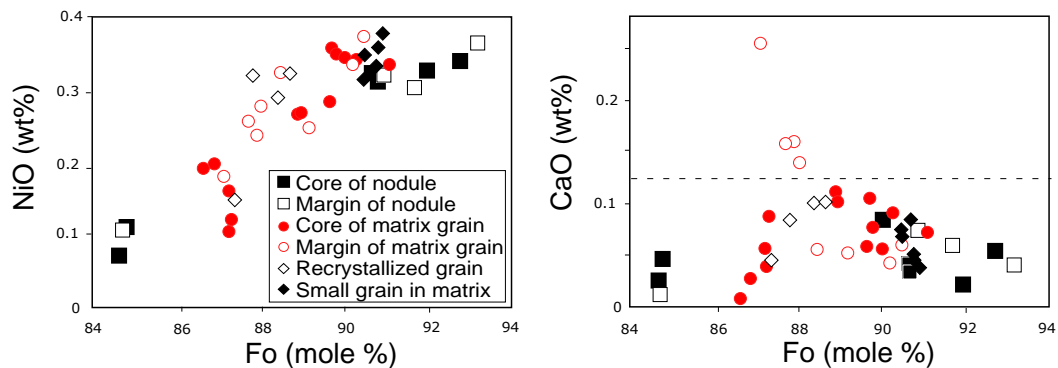 NiO (wt%)
0.4
0.3
0.2
0.1
0
84
86
88
90
92
94
Fo (mole %)
Core of nodule
Margin of nodule
Core of matrix grain
Margin of matrix grain
Recrystallized grain
Small grain in matrix
CaO (wt%)
0.2
0.1
0
84
86
88
90
92
94
Fo (mole %)